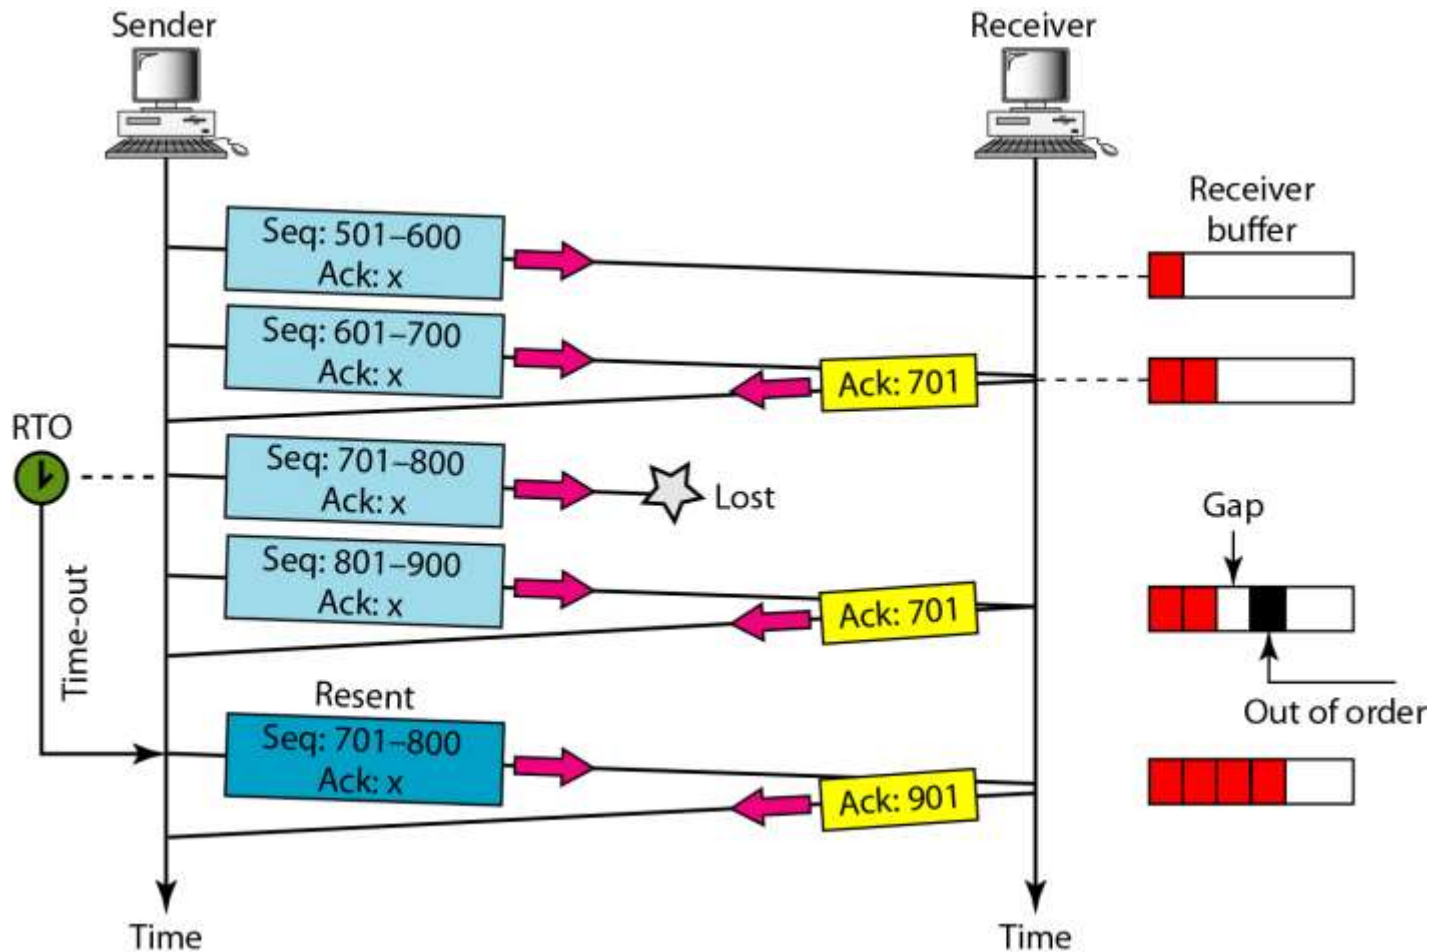 Sender
Receiver
Receiver
buffer
Seq: 501–600
Ack: x
Seq: 601–700
Ack: x
Ack: 701
RTO
Seq: 701–800
Ack: x
Lost
Gap
Seq: 801–900
Ack: x
Ack: 701
Time-out
Out of order
Resent
Seq: 701–800
Ack: x
Ack: 901
Time
Time